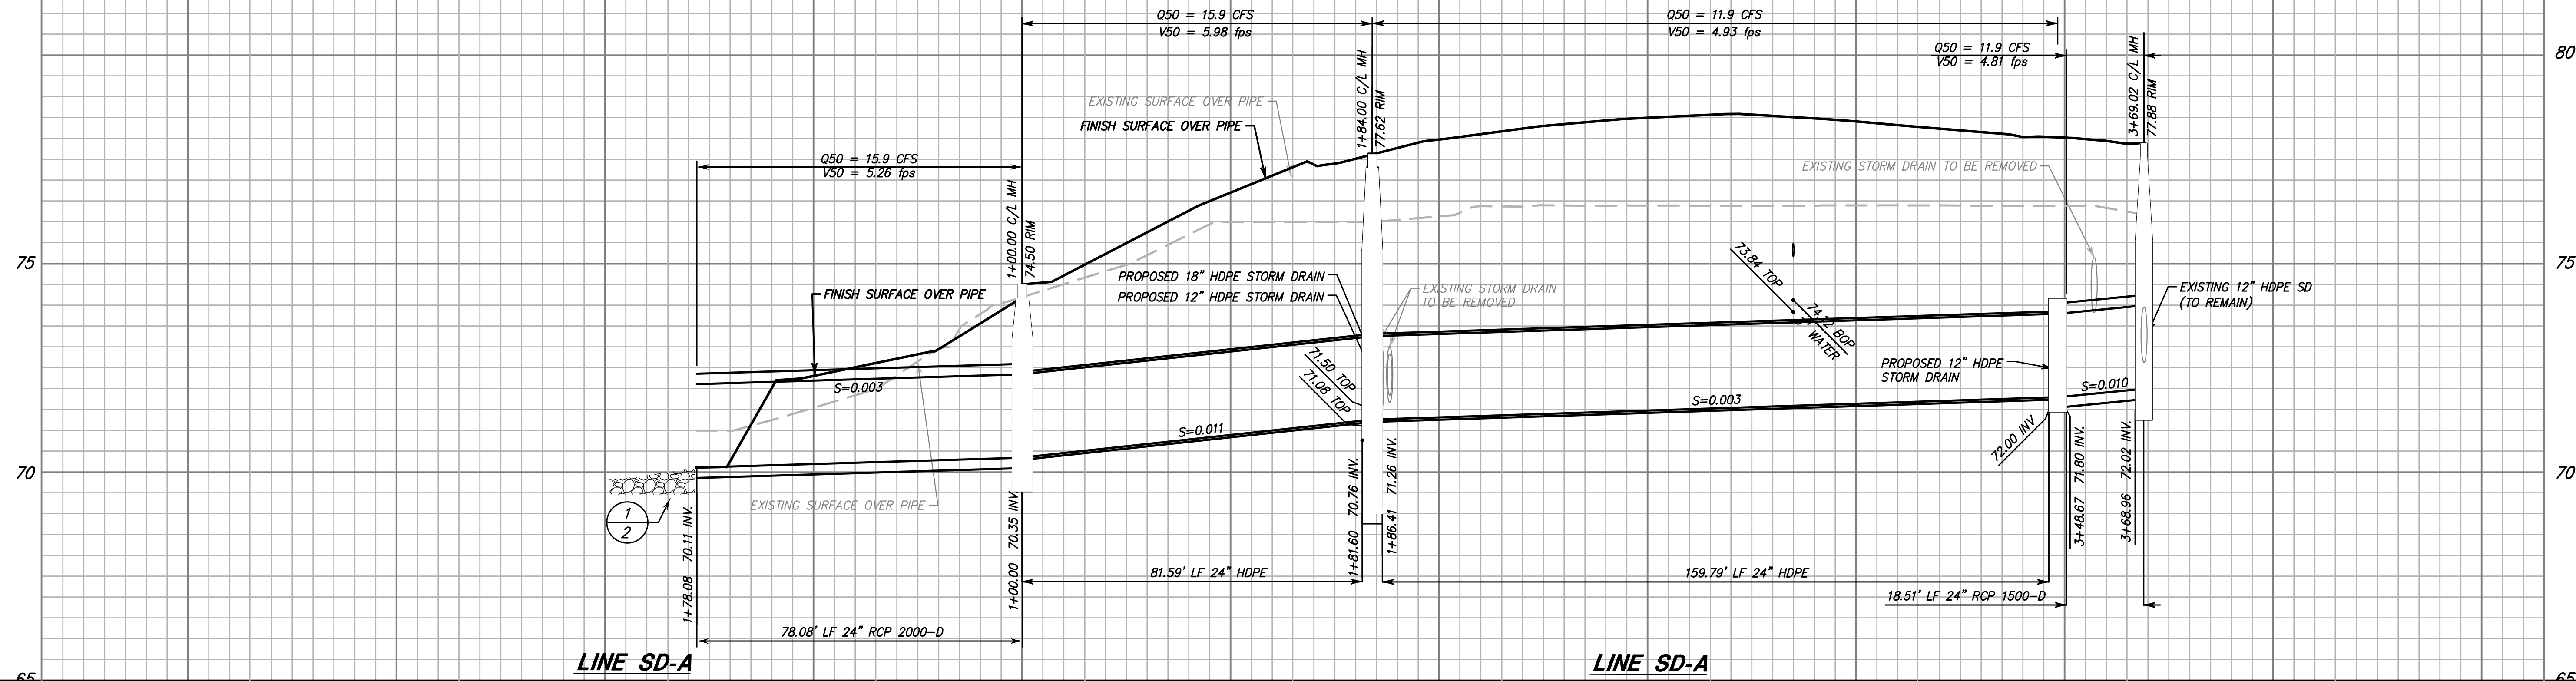 Q50 = 15.9 CFS
V50 = 5.98 fps
Q50 = 11.9 CFS
V50 = 4.93 fps
Q50 = 11.9 CFS
V50 = 4.81 fps
80
80
1+84.00 C/L MH
77.62 RIM
3+69.02 C/L MH
77.88 RIM
EXISTING SURFACE OVER PIPE
FINISH SURFACE OVER PIPE
Q50 = 15.9 CFS
V50 = 5.26 fps
EXISTING STORM DRAIN TO BE REMOVED
1+00.00 C/L MH
74.50 RIM
75
75
PROPOSED 18" HDPE STORM DRAIN
PROPOSED 12" HDPE STORM DRAIN
EXISTING STORM DRAIN
TO BE REMOVED
73.84 TOP
74.12 BOP
WATER
FINISH SURFACE OVER PIPE
EXISTING 12" HDPE SD
(TO REMAIN)
71.50 TOP
71.08 TOP
PROPOSED 12" HDPE
STORM DRAIN
S=0.003
S=0.011
S=0.003
S=0.010
72.00 INV
70
70
EXISTING SURFACE OVER PIPE
1
2
1+78.08 70.11 INV.
1+00.00 70.35 INV
1+81.60 70.76 INV.
1+86.41 71.26 INV.
3+48.67 71.80 INV.
3+68.96 72.02 INV.
81.59' LF 24" HDPE
159.79' LF 24" HDPE
18.51' LF 24" RCP 1500-D
78.08' LF 24" RCP 2000-D
LINE SD-A
LINE SD-A
65
65